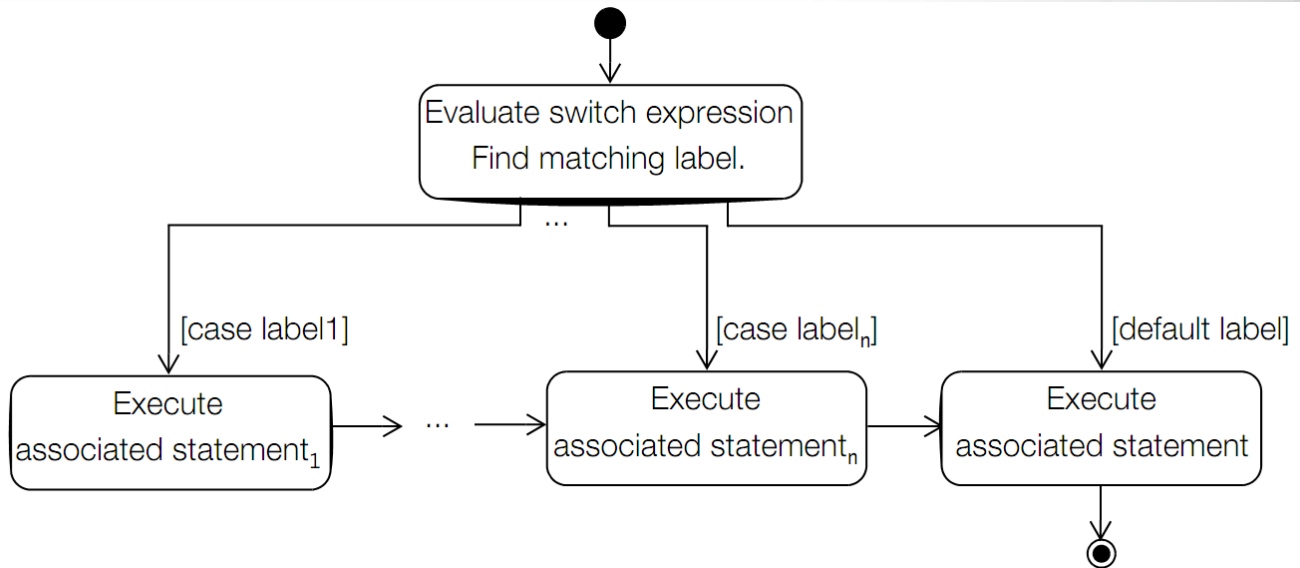 Evaluate switch expression
Find matching label.
...
[case label1]
[case labelₙ]
[default label]
Execute
associated statement₁
...
Execute
associated statementₙ
Execute
associated statement